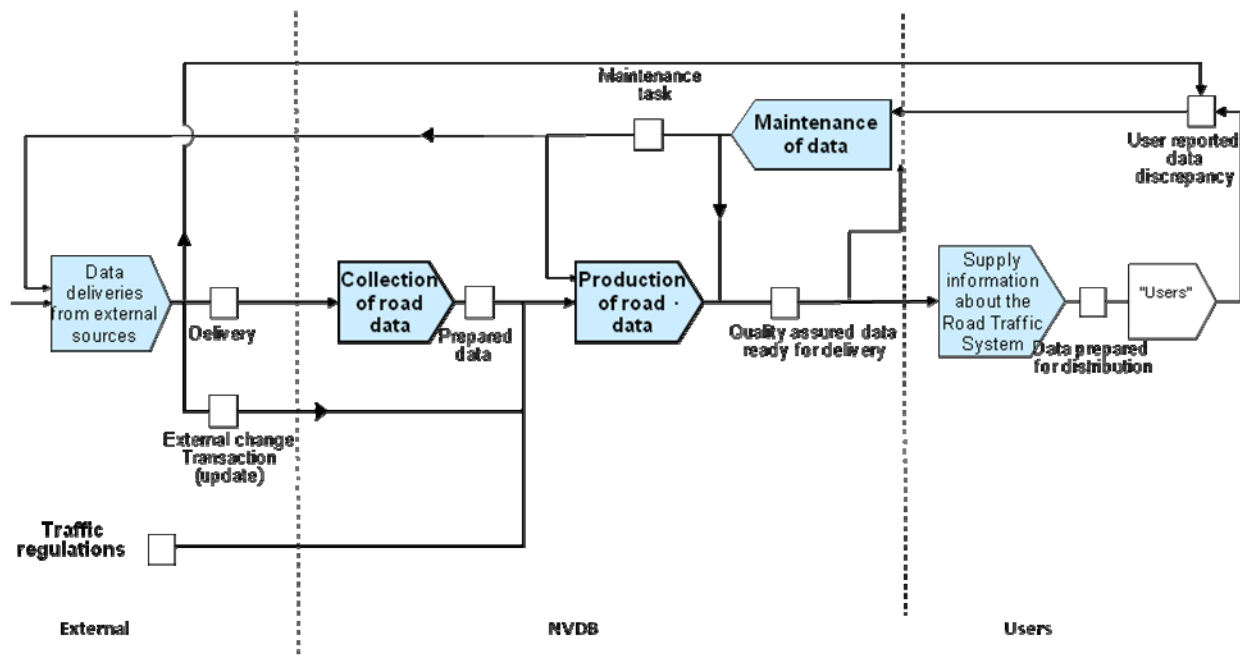 Maintenance
task
Maintenance
of data
User reported
data
discrepancy
Data
deliveries
from external
sources
Delivery
Collection
of road
data
Prepared
data
Production
of road ·
data
Quality assured data
ready for delivery
Supply
information
about the
Road Traffic
System
Data prepared
for distribution
"Users"
External change
Transaction
(update)
Traffic
regulations
External
NVDB
Users